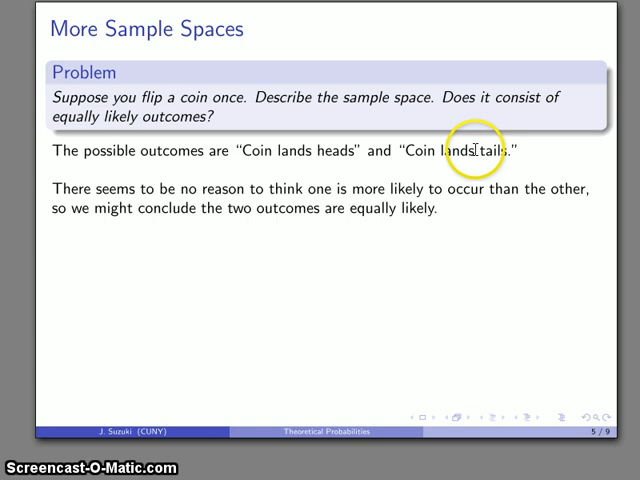 More Sample Spaces
Problem
Suppose you flip a coin once. Describe the sample space. Does it consist of
equally likely outcomes?
The possible outcomes are “Coin lands heads” and “Coin lands tails.”
There seems to be no reason to think one is more likely to occur than the other,
so we might conclude the two outcomes are equally likely.
J. Suzuki (CUNY)
Theoretical Probabilities
5 / 9
Screencast-O-Matic.com